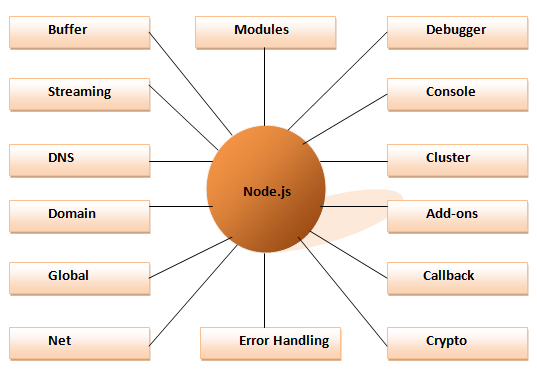 Buffer
Modules
Debugger
Streaming
Console
DNS
Cluster
Node.js
Domain
Add-ons
Global
Callback
Net
Error Handling
Crypto